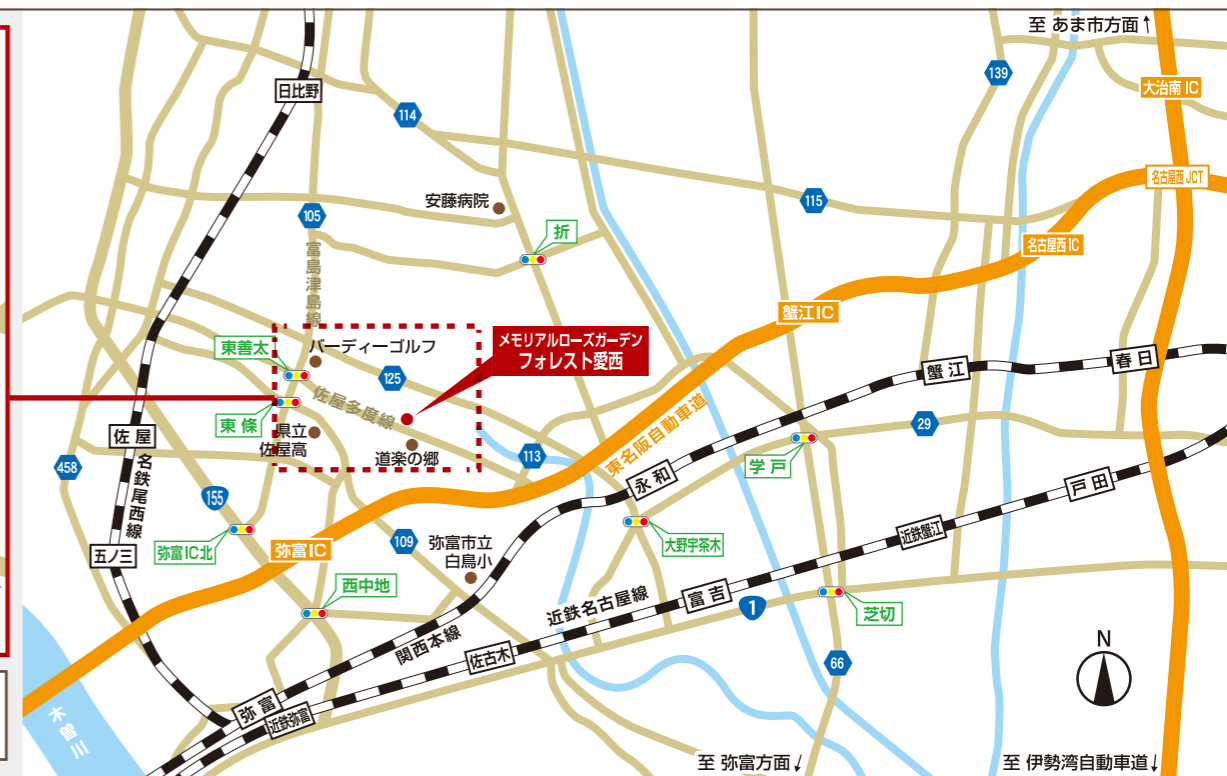 至 あま市方面↑
139
大治南 IC
日比野
114
名古屋西 JCT
安藤病院
115
105
折
名古屋西 IC
富島津島線
蟹江 IC
メモリアルローズガーデン
フォレスト愛西
東善太
バーディーゴルフ
125
蟹江
春日
佐屋多度線
東條
東名阪自動車道
29
県立
佐屋高
道楽の郷
佐屋
学戸
113
458
名鉄尾西線
永和
戸田
155
大野宇茶木
近鉄蟹江
弥富IC北
弥富IC
109
弥富市立
白鳥小
五ノ三
西中地
近鉄名古屋線
富吉
1
芝切
関西本線
佐古木
N
66
弥富
近鉄弥富
木曽川
至 弥富方面↓
至 伊勢湾自動車道↓